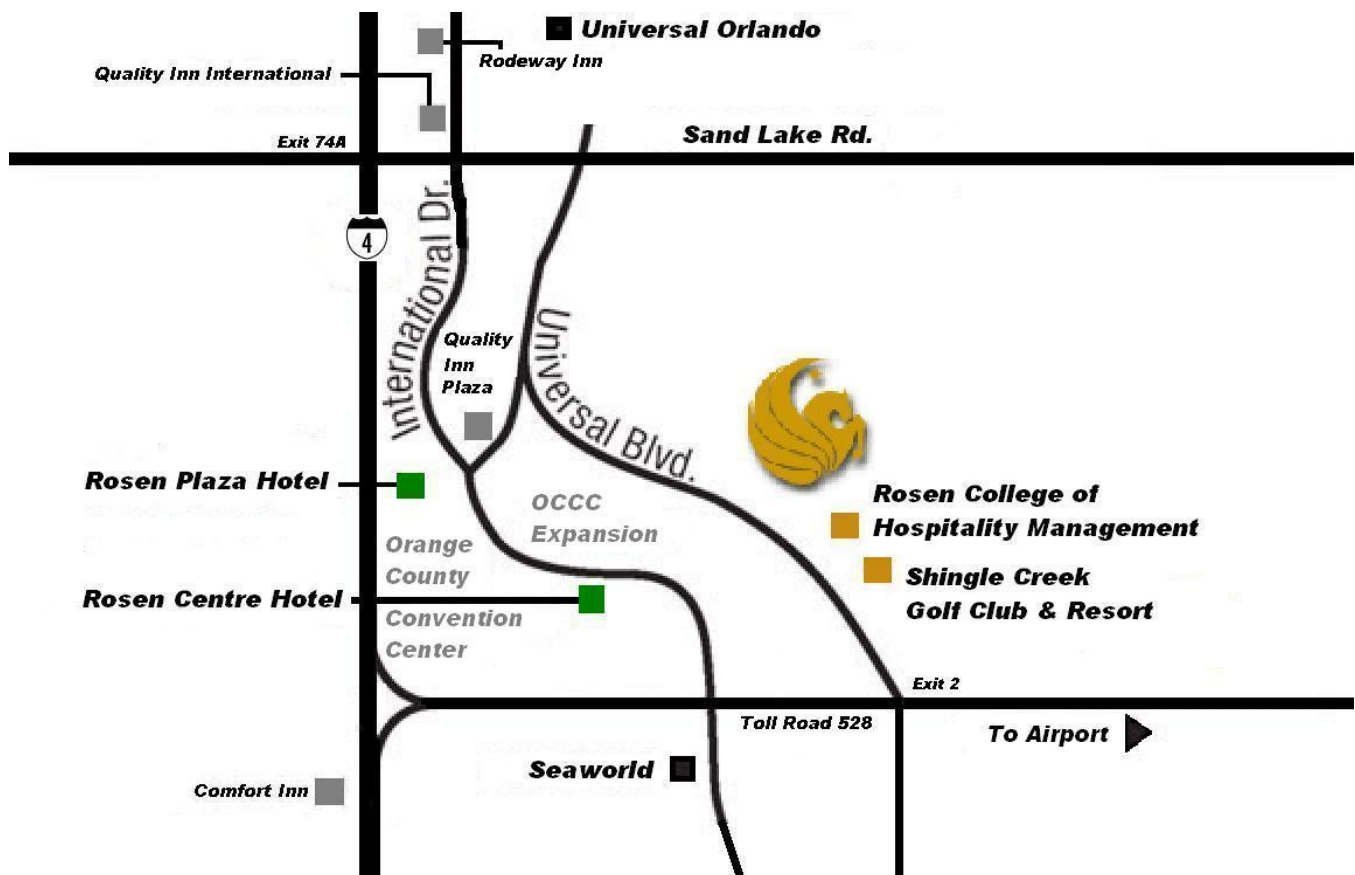 Universal Orlando
Rodeway Inn
Quality Inn International
Exit 74A
Sand Lake Rd.
International Dr.
4
Universal Blvd.
Quality
Inn
Plaza
Rosen Plaza Hotel
OCCC
Expansion
Rosen College of
Hospitality Management
Orange
County
Shingle Creek
Golf Club & Resort
Rosen Centre Hotel
Convention
Center
Exit 2
Toll Road 528
To Airport
Seaworld
Comfort Inn